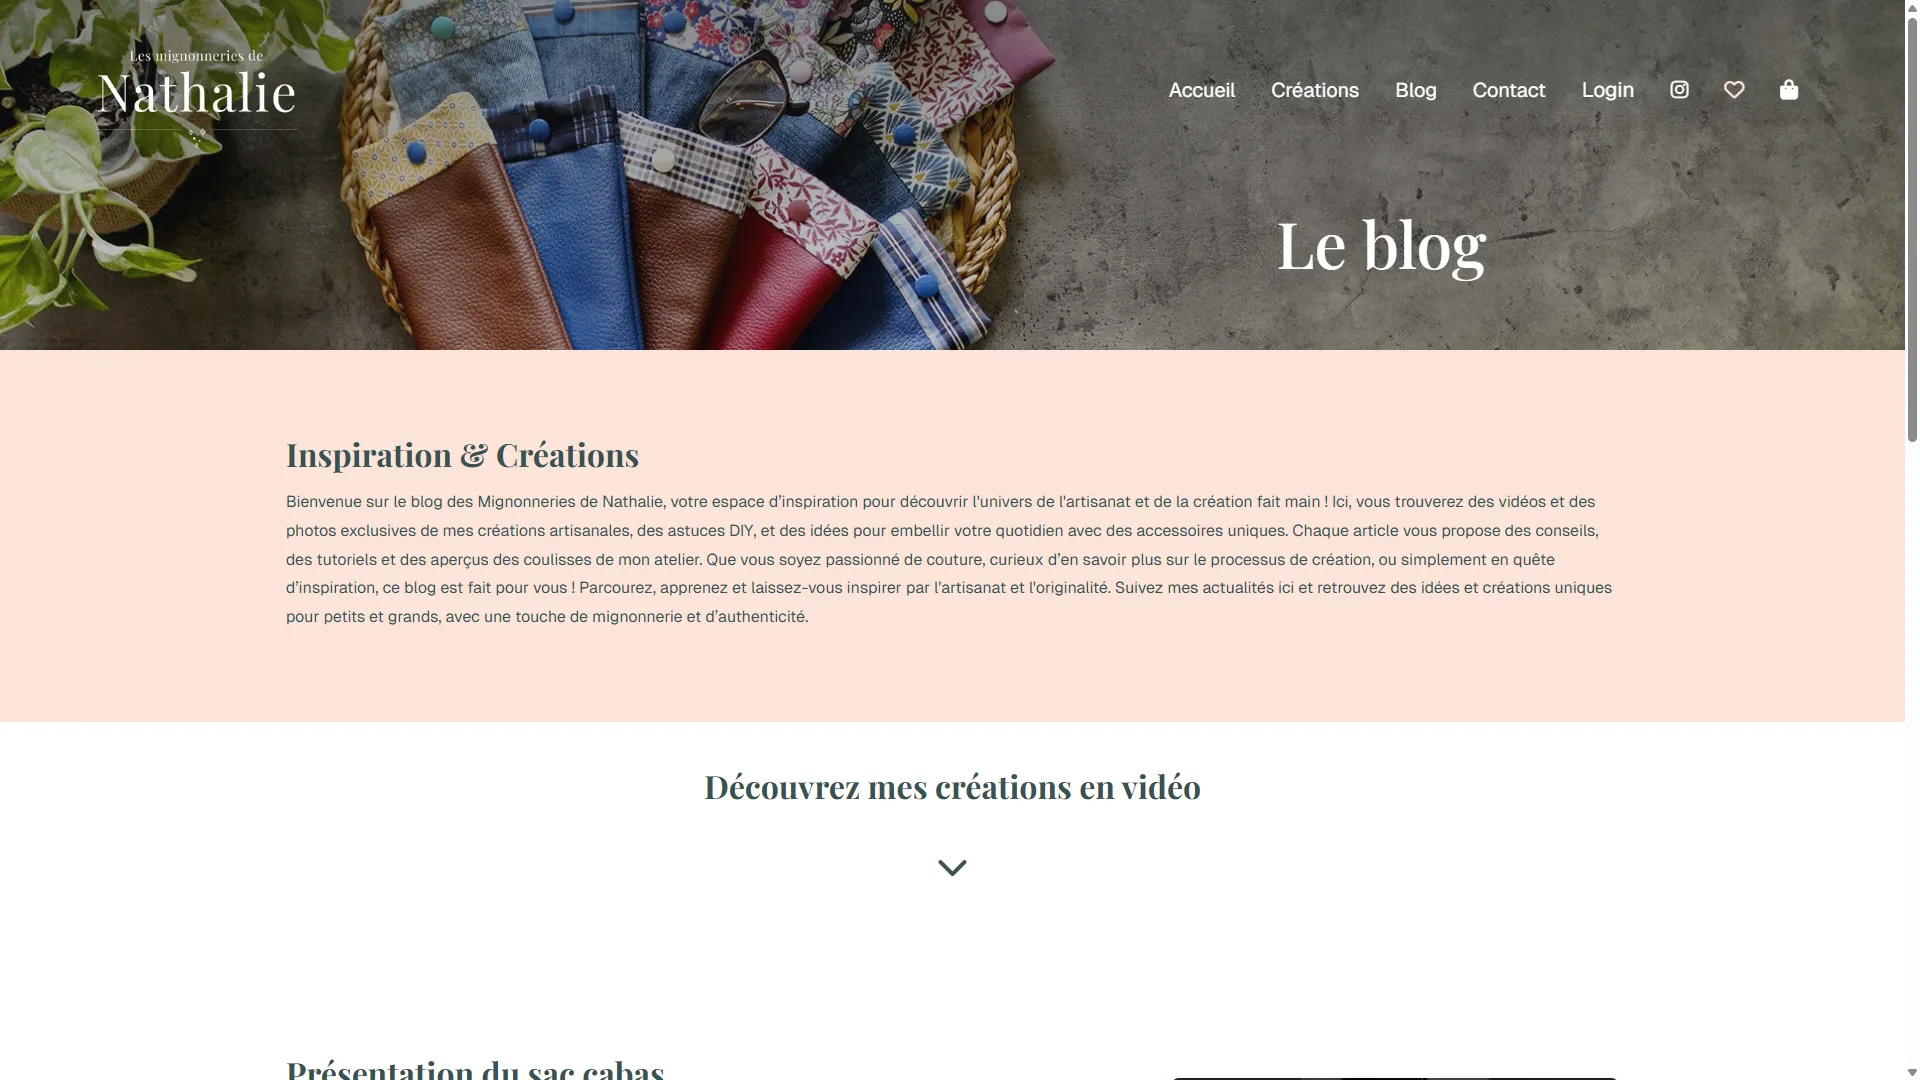 Les mignonneries de
Nathalie
Accueil Créations Blog Contact Login
Le blog
Inspiration & Créations
Bienvenue sur le blog des Mignonneries de Nathalie, votre espace d’inspiration pour découvrir l'univers de l'artisanat et de la création fait main ! Ici, vous trouverez des vidéos et des
photos exclusives de mes créations artisanales, des astuces DIY, et des idées pour embellir votre quotidien avec des accessoires uniques. Chaque article vous propose des conseils,
des tutoriels et des aperçus des coulisses de mon atelier. Que vous soyez passionné de couture, curieux d’en savoir plus sur le processus de création, ou simplement en quête
d’inspiration, ce blog est fait pour vous ! Parcourez, apprenez et laissez-vous inspirer par l'artisanat et l'originalité. Suivez mes actualités ici et retrouvez des idées et créations uniques
pour petits et grands, avec une touche de mignonnerie et d’authenticité.
Découvrez mes créations en vidéo
Présentation du sac cabas